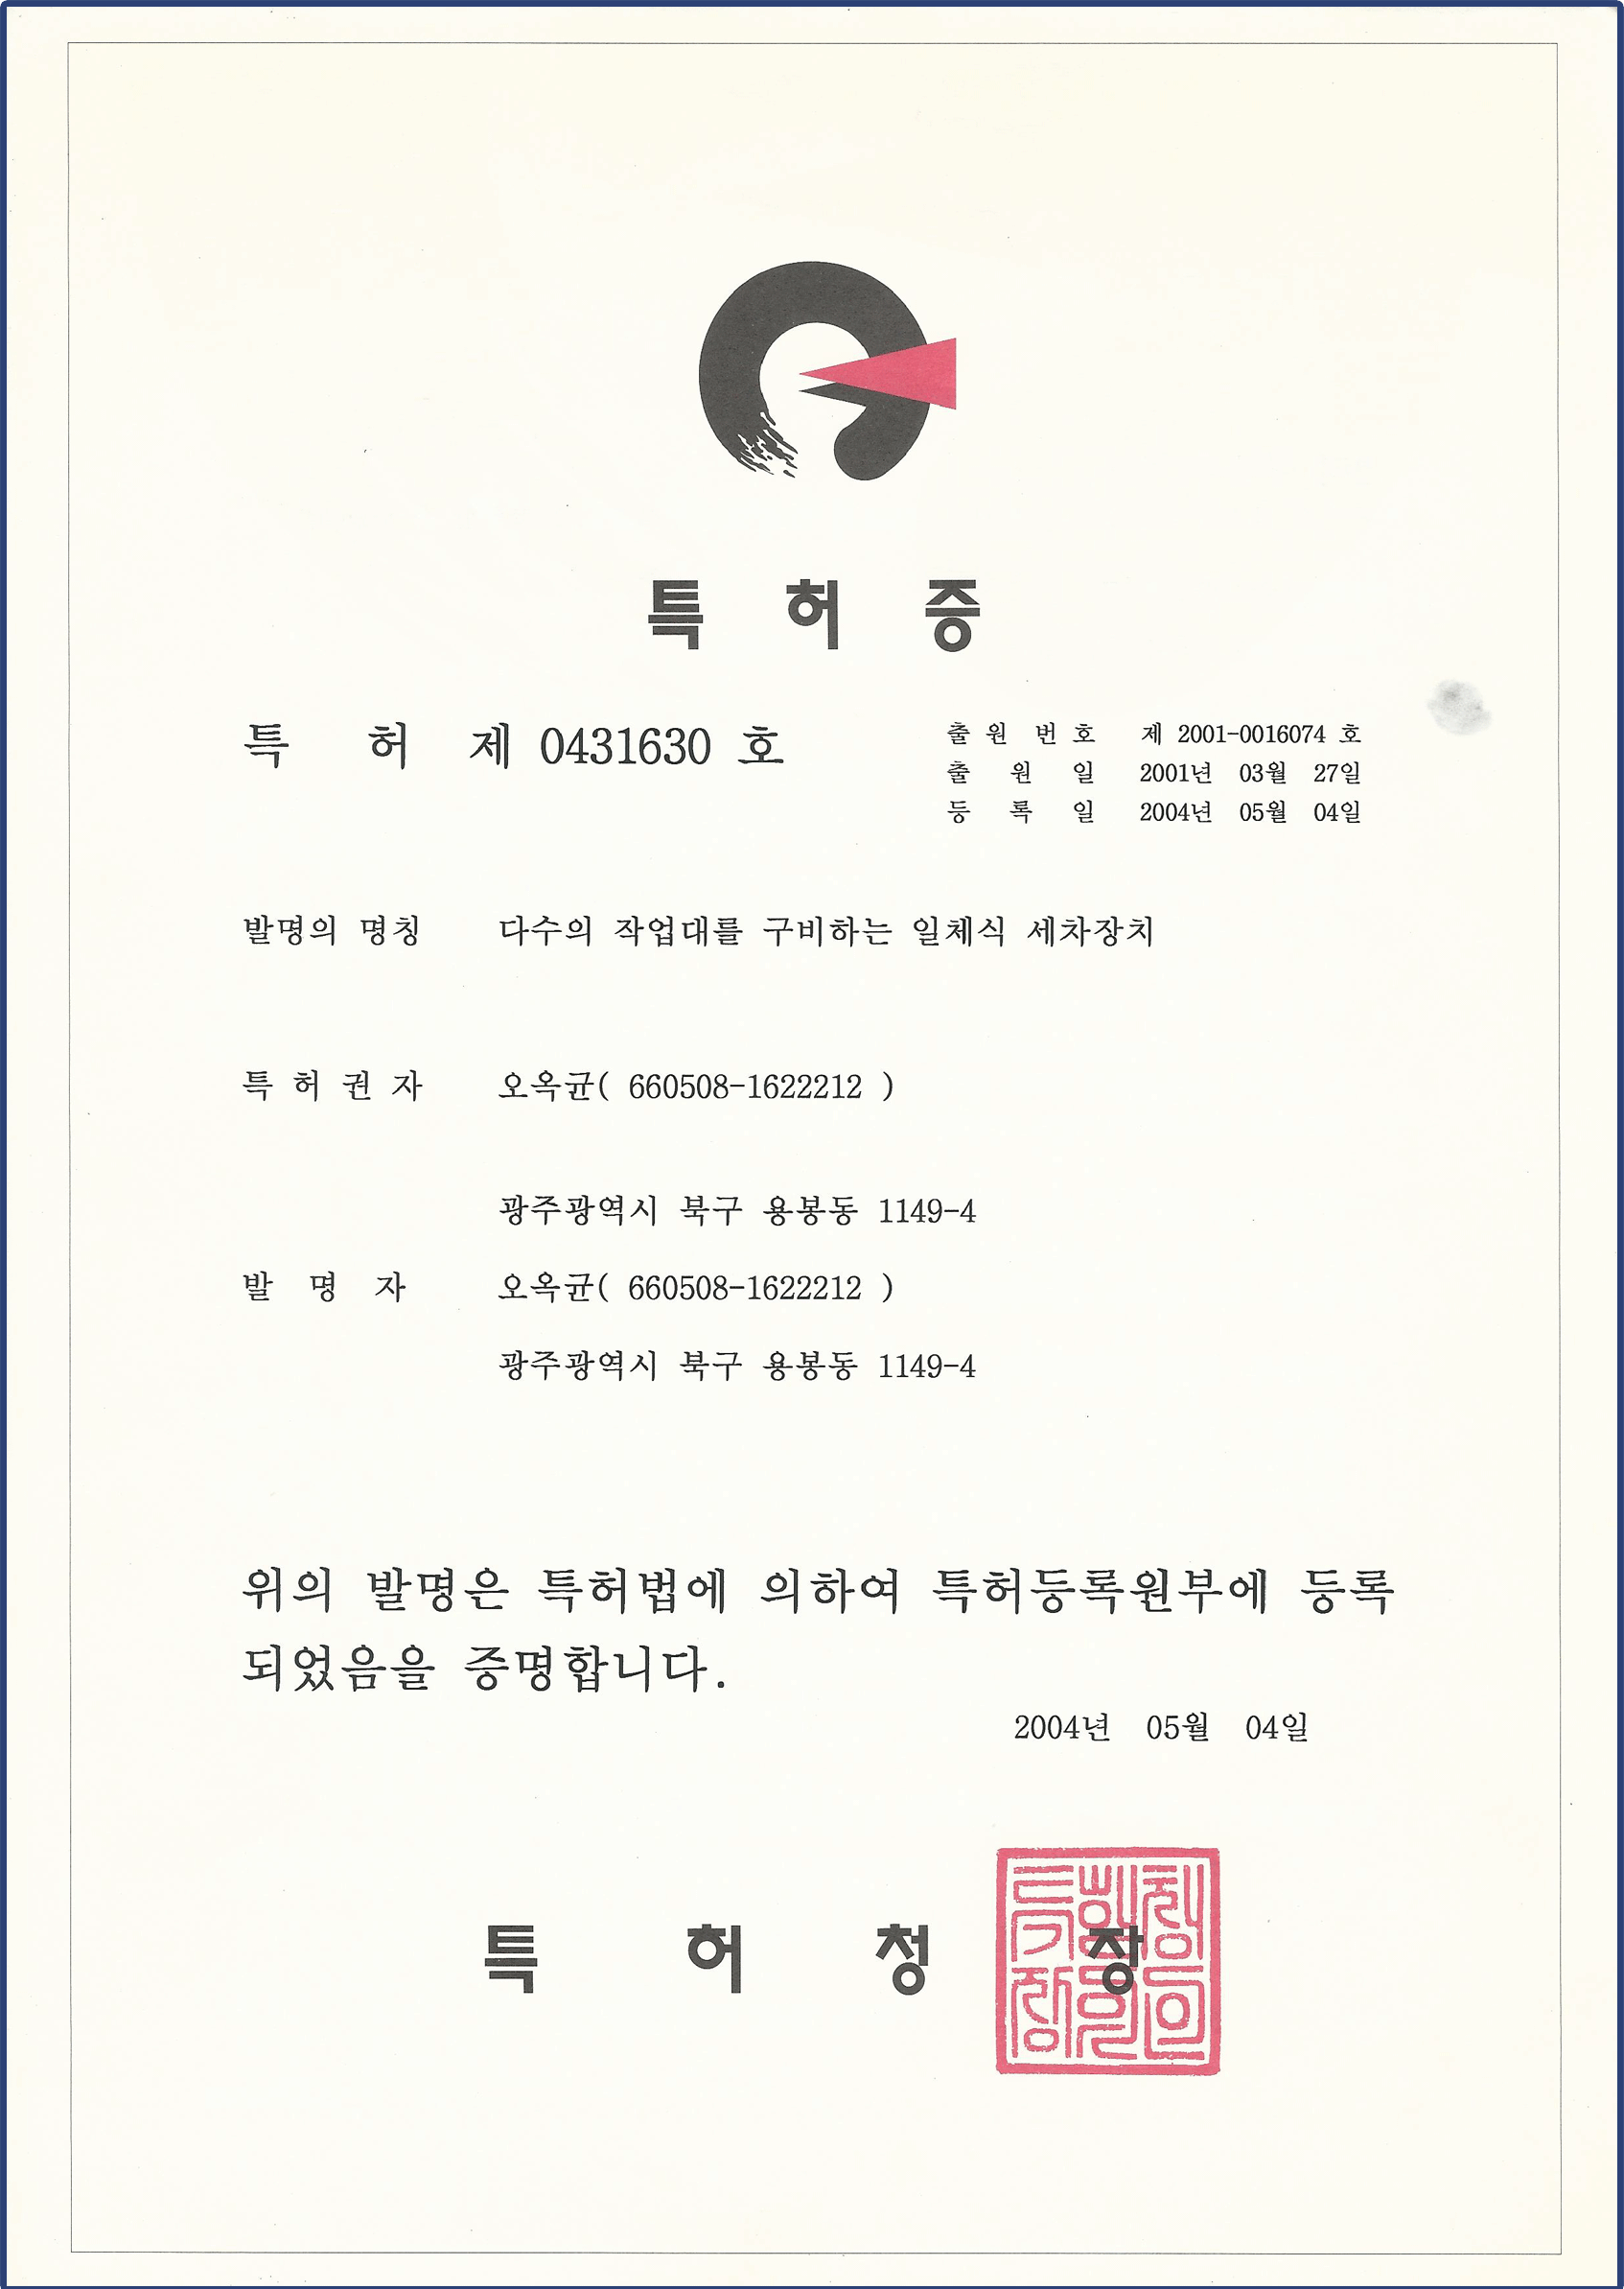 특 허 증
특 허 제 0431630 호
출 원 번 호 제 2001-0016074 호
출 원 일 2001년 03월 27일
등 록 일 2004년 05월 04일
발명의 명칭 다수의 작업대를 구비하는 일체식 세차장치
특 허 권 자 오옥균( 660508-1622212 )
광주광역시 북구 용봉동 1149-4
발 명 자 오옥균( 660508-1622212 )
광주광역시 북구 용봉동 1149-4
위의 발명은 특허법에 의하여 특허등록원부에 등록
되었음을 증명합니다.
2004년 05월 04일
특 허 청 장